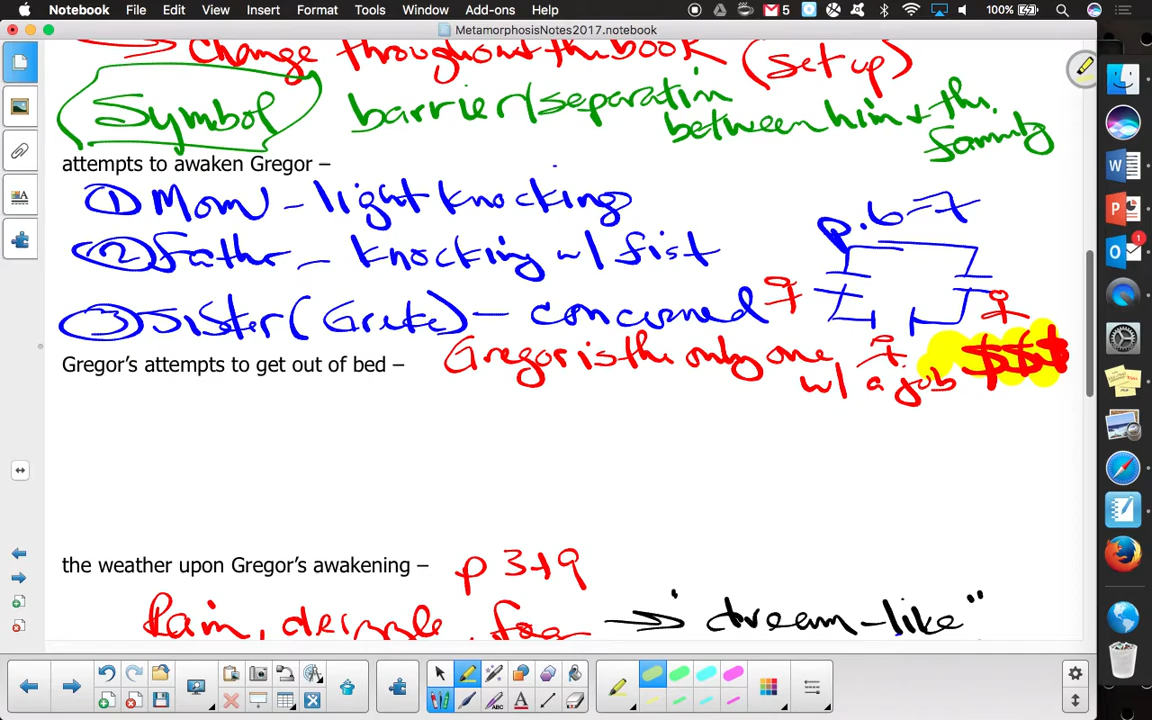 Notebook File Edit View Insert Format Tools Window Add-ons Help 5 100%
MetamorphosisNotes2017.notebook
→ Change throughout the book (set up)
Symbol barrier/separatin
between him + the
family
attempts to awaken Gregor –
① Mom – light knocking
p. 6-7
② Father – knocking w/ fist
③ Sister (Grete) – concerned
Gregor's attempts to get out of bed –
Gregor is the only one
w/ a job $$$
the weather upon Gregor's awakening – p 3+9
Rain, drizzle, fog → "dream-like"